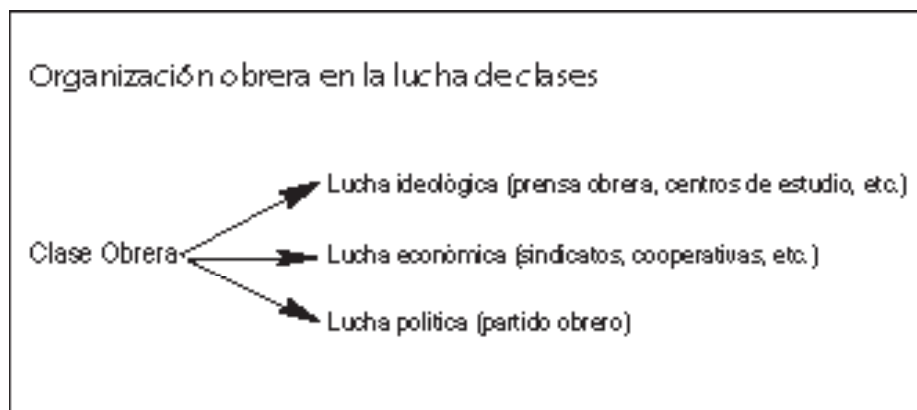 Organización obrera en la lucha de clases
Lucha ideológica (prensa obrera, centros de estudio, etc.)
Clase Obrera
Lucha económica (sindicatos, cooperativas, etc.)
Lucha política (partido obrero)